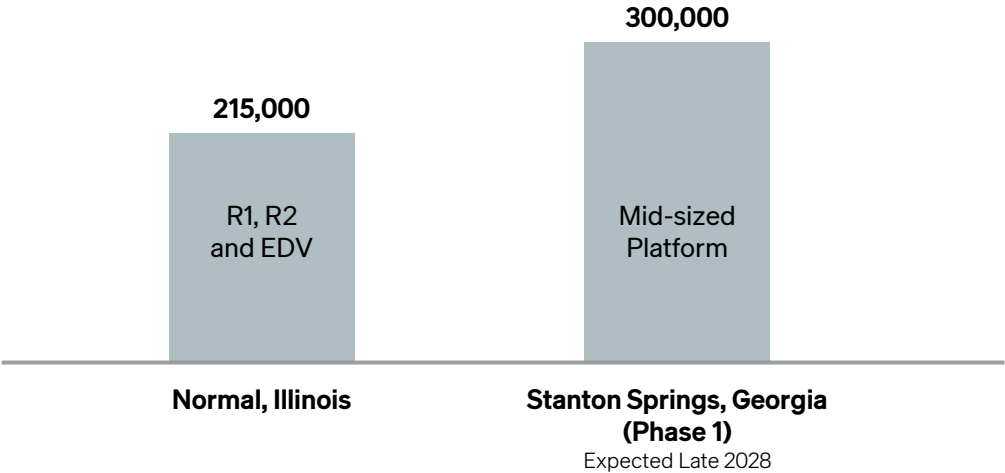 300,000
215,000
R1, R2
and EDV
Mid-sized
Platform
Normal, Illinois
Stanton Springs, Georgia
(Phase 1)
Expected Late 2028